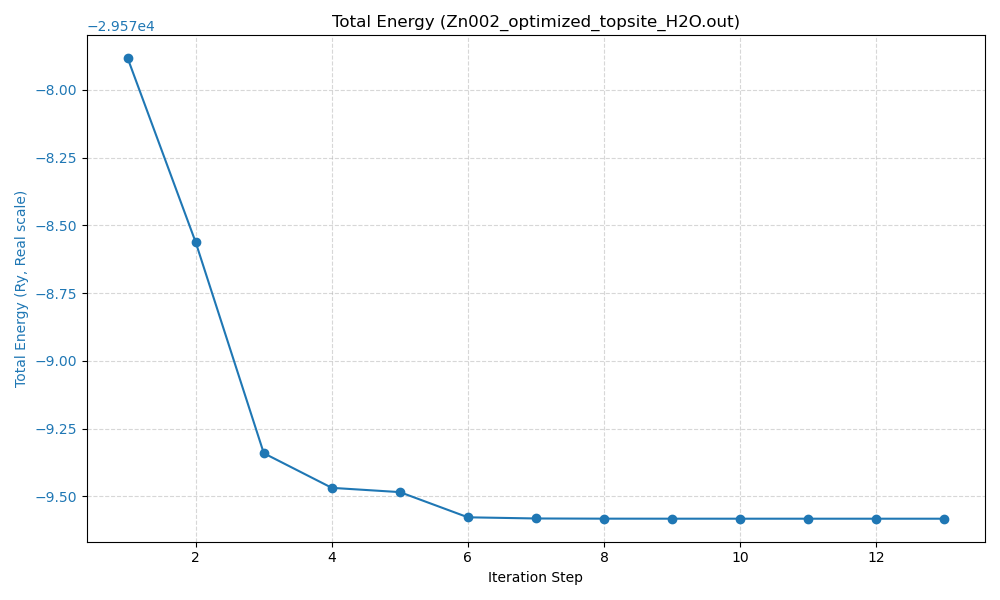 Total Energy (Zn002_optimized_topsite_H2O.out)
−2.957e4
Total Energy (Ry, Real scale)
−8.00
−8.25
−8.50
−8.75
−9.00
−9.25
−9.50
2 4 6 8 10 12
Iteration Step